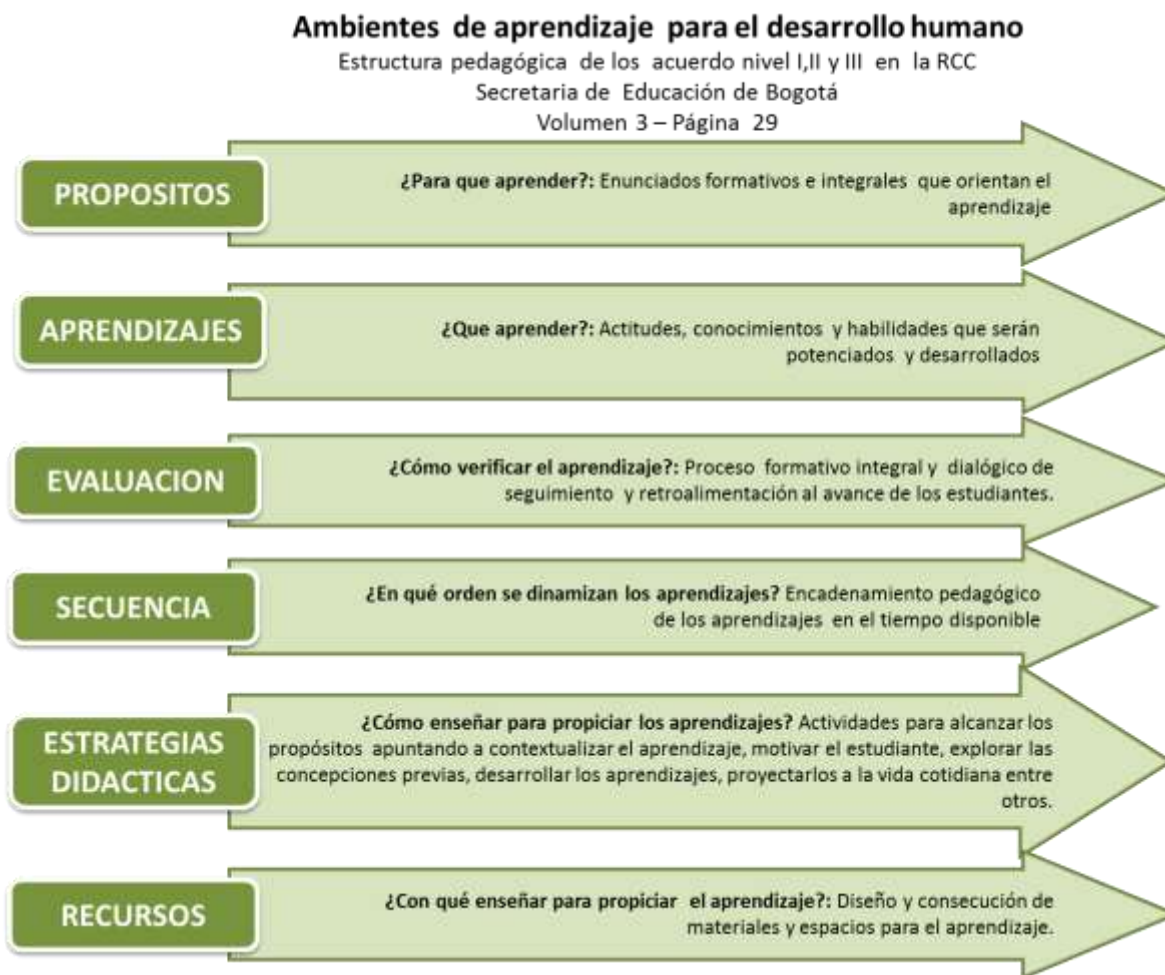 Ambientes de aprendizaje para el desarrollo humano
Estructura pedagógica de los acuerdo nivel I,II y III en la RCC
Secretaria de Educación de Bogotá
Volumen 3 – Página 29
PROPOSITOS
¿Para que aprender?: Enunciados formativos e integrales que orientan el
aprendizaje
APRENDIZAJES
¿Que aprender?: Actitudes, conocimientos y habilidades que serán
potenciados y desarrollados
EVALUACION
¿Cómo verificar el aprendizaje?: Proceso formativo integral y dialógico de
seguimiento y retroalimentación al avance de los estudiantes.
SECUENCIA
¿En qué orden se dinamizan los aprendizajes? Encadenamiento pedagógico
de los aprendizajes en el tiempo disponible
ESTRATEGIAS
DIDACTICAS
¿Cómo enseñar para propiciar los aprendizajes? Actividades para alcanzar los
propósitos apuntando a contextualizar el aprendizaje, motivar el estudiante, explorar las
concepciones previas, desarrollar los aprendizajes, proyectarlos a la vida cotidiana entre
otros.
RECURSOS
¿Con qué enseñar para propiciar el aprendizaje?: Diseño y consecución de
materiales y espacios para el aprendizaje.